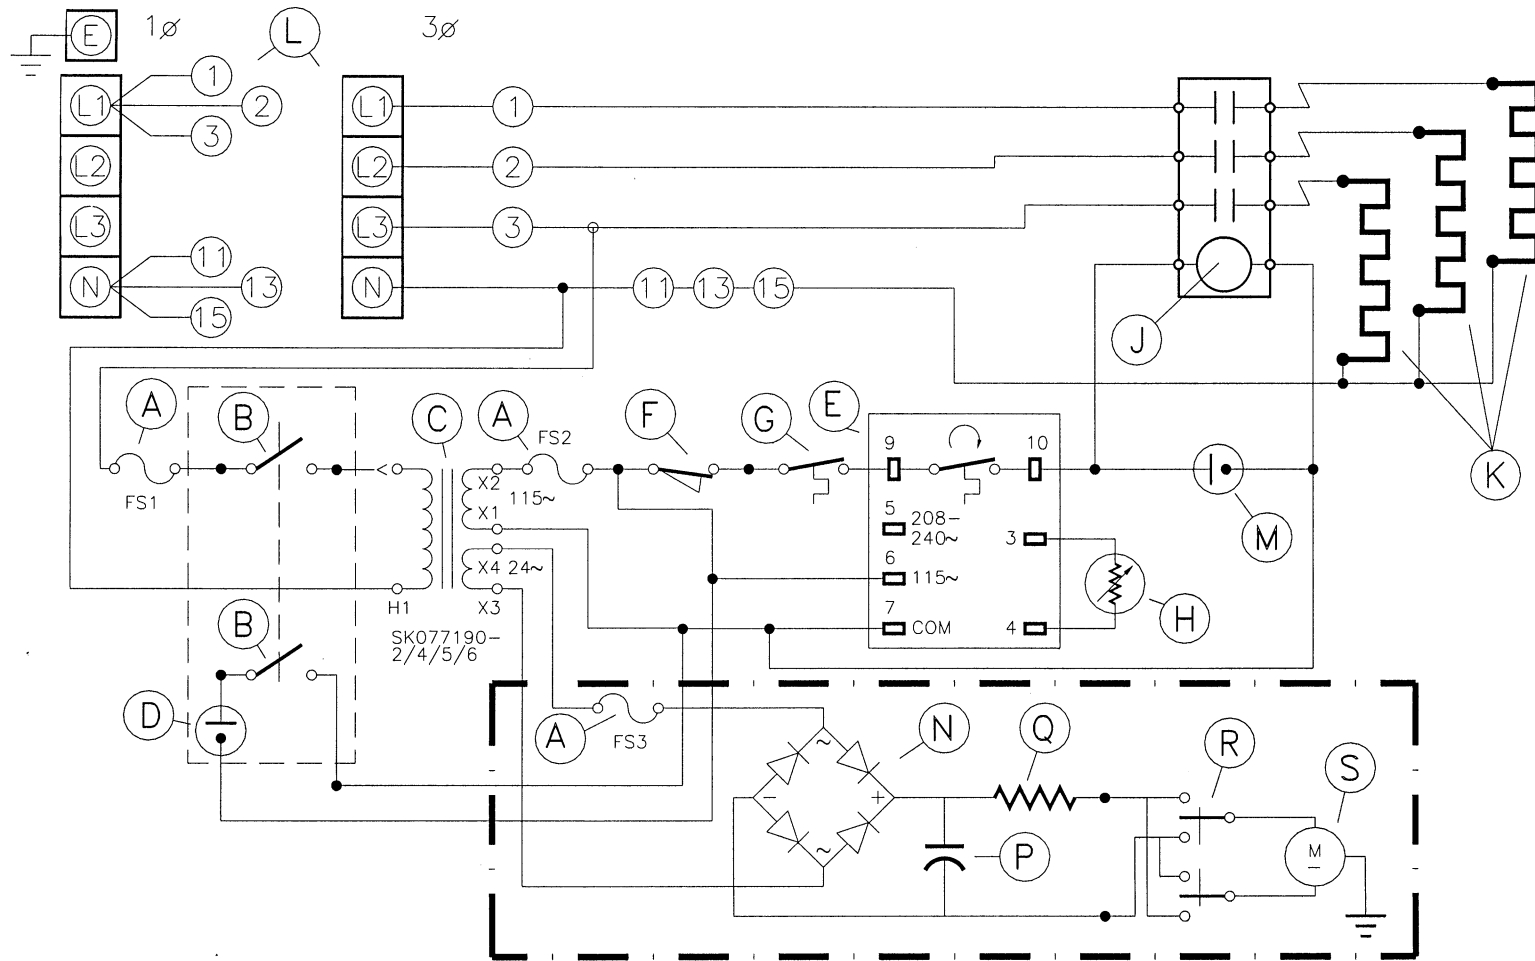 E 1ø L 3ø
L1 1 2 3
L2
L3
N 11 13 15
L1 1
L2 2
L3 3
N 11 13 15
J
K
A FS1
B
C
A FS2
F
G
E
X2
115~
X1
X4 24~
X3
H1
SK077190-
2/4/5/6
9 10
5 208-
240~
3
6 115~
7 COM
4
H
M
B
D
A FS3
N
~
- +
~
Q
P
R
S
M